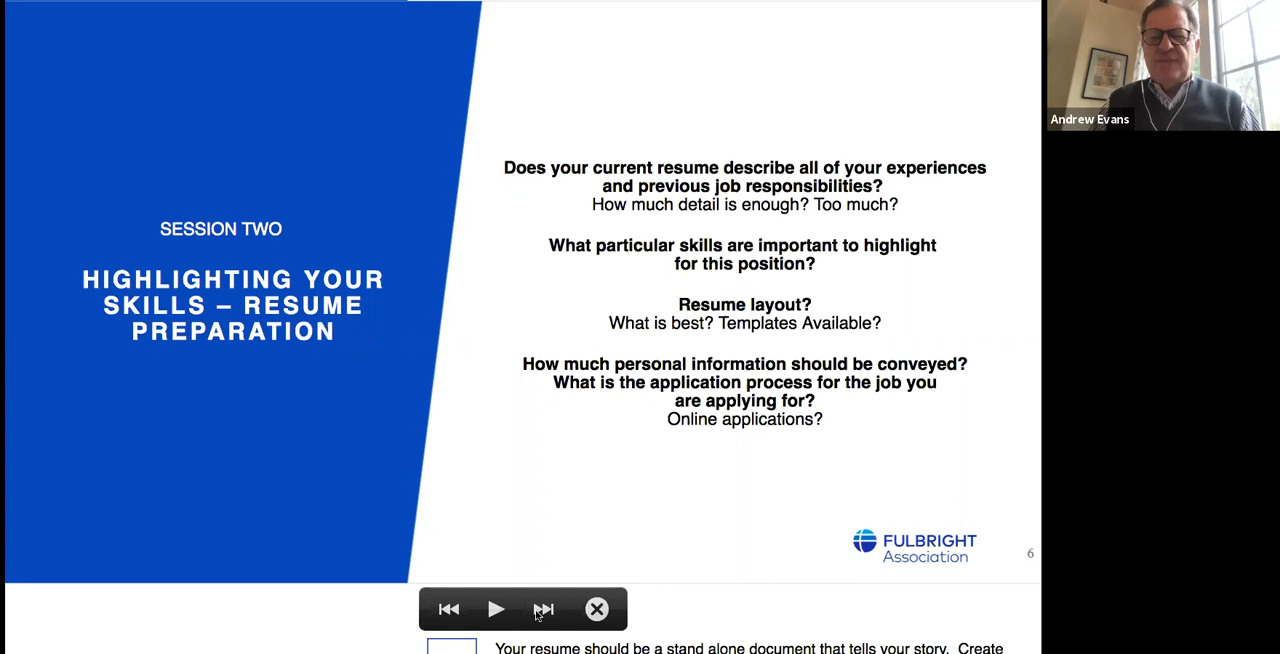 SESSION TWO
HIGHLIGHTING YOUR
SKILLS – RESUME
PREPARATION
Does your current resume describe all of your experiences
and previous job responsibilities?
How much detail is enough? Too much?
What particular skills are important to highlight
for this position?
Resume layout?
What is best? Templates Available?
How much personal information should be conveyed?
What is the application process for the job you
are applying for?
Online applications?
FULBRIGHT
Association
6
Your resume should be a stand alone document that tells your story. Create
Andrew Evans